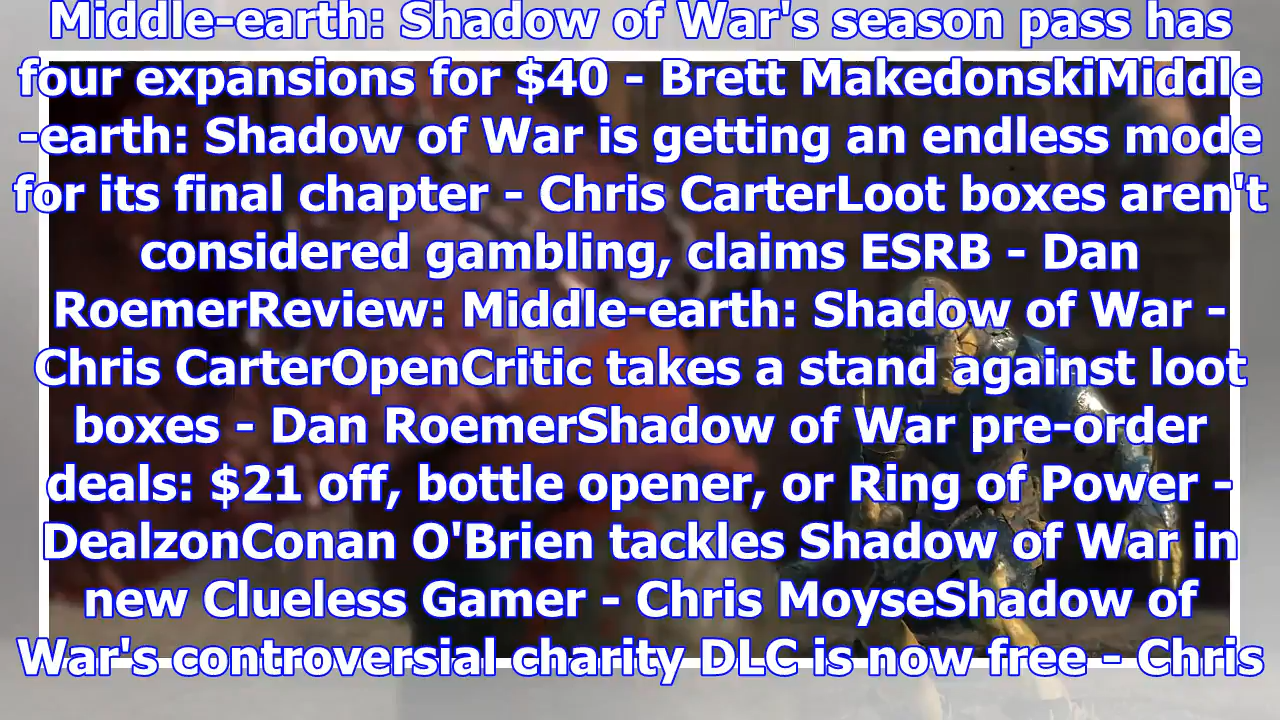 Middle-earth: Shadow of War's season pass has
four expansions for $40 - Brett MakedonskiMiddle
-earth: Shadow of War is getting an endless mode
for its final chapter - Chris CarterLoot boxes aren't
considered gambling, claims ESRB - Dan
RoemerReview: Middle-earth: Shadow of War -
Chris CarterOpenCritic takes a stand against loot
boxes - Dan RoemerShadow of War pre-order
deals: $21 off, bottle opener, or Ring of Power -
DealzonConan O'Brien tackles Shadow of War in
new Clueless Gamer - Chris MoyseShadow of
War's controversial charity DLC is now free - Chris